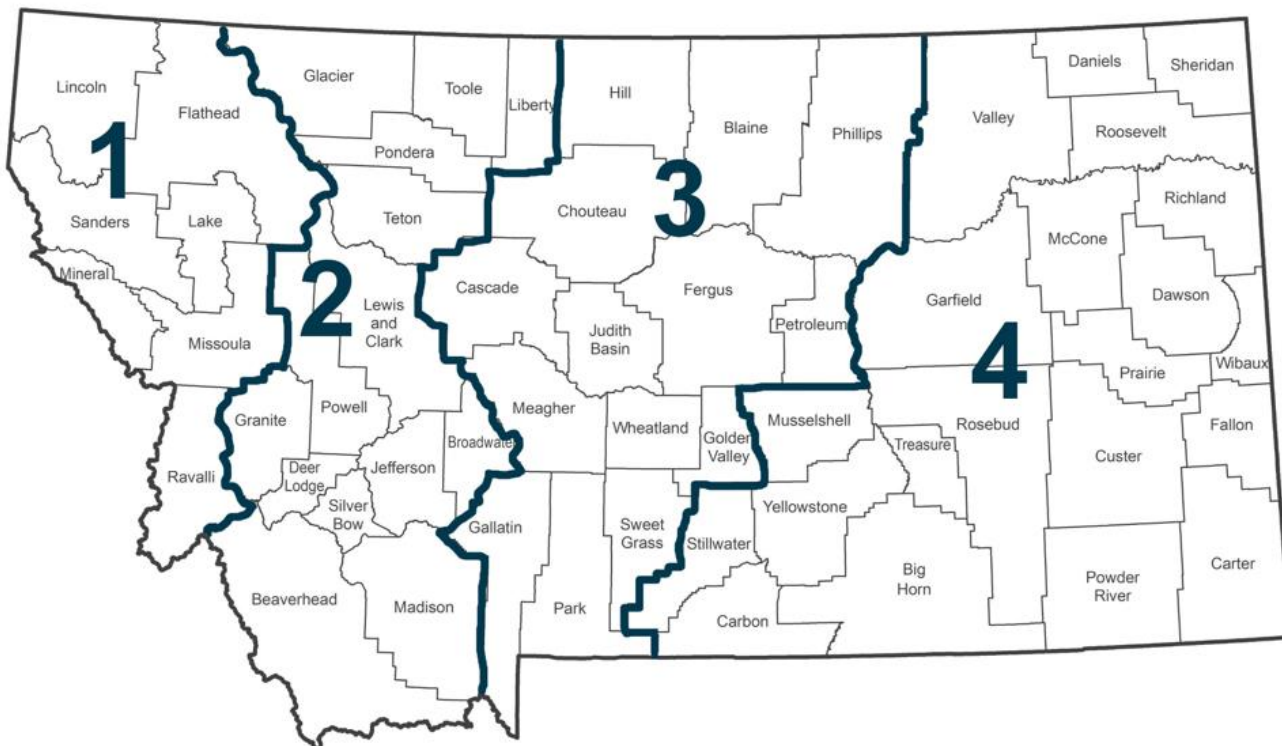 Lincoln
Flathead
Glacier
Toole
Liberty
Hill
Blaine
Phillips
Valley
Daniels
Sheridan
Roosevelt
1
Pondera
3
Sanders
Lake
Teton
Chouteau
McCone
Richland
Mineral
2
Cascade
Lewis
and
Clark
Fergus
Petroleum
Garfield
Dawson
Missoula
Judith
Basin
4
Prairie
Wibaux
Granite
Powell
Meagher
Wheatland
Golden
Valley
Musselshell
Rosebud
Treasure
Custer
Fallon
Ravalli
Deer
Lodge
Jefferson
Broadwater
Silver
Bow
Gallatin
Sweet
Grass
Stillwater
Yellowstone
Big
Horn
Powder
River
Carter
Beaverhead
Madison
Park
Carbon